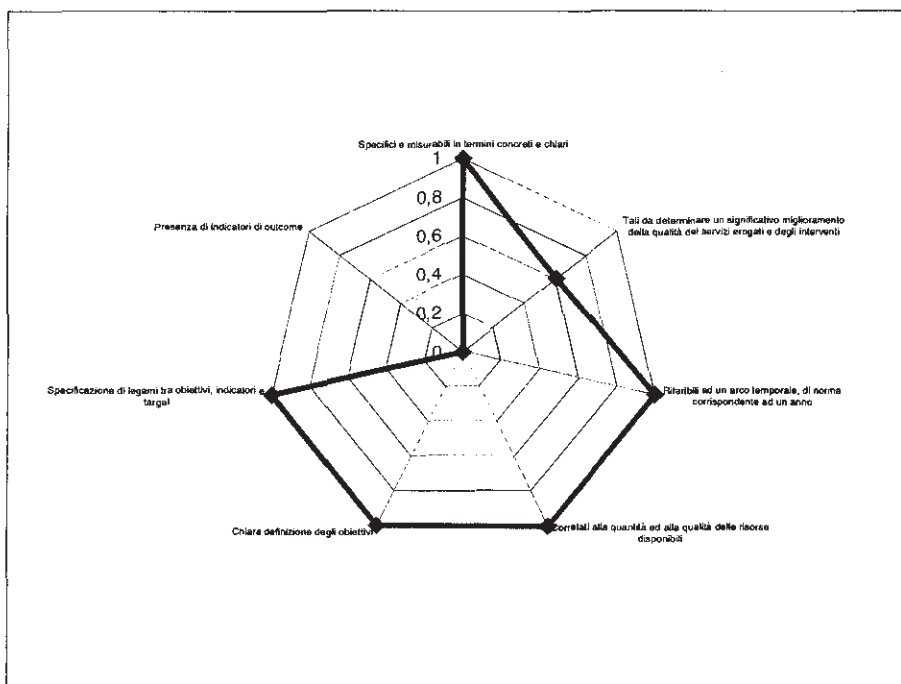 Specifici e misurabili in termini concreti e chiari
1
0,8
0,6
0,4
0,2
0
Tali da determinare un significativo miglioramento
della qualità dei servizi erogati e degli interventi
Riferibili ad un arco temporale, di norma
corrispondente ad un anno
Correlati alla quantità ed alla qualità delle risorse
disponibili
Chiara definizione degli obiettivi
Specificazione di legami tra obiettivi, indicatori e
target
Presenza di indicatori di outcome